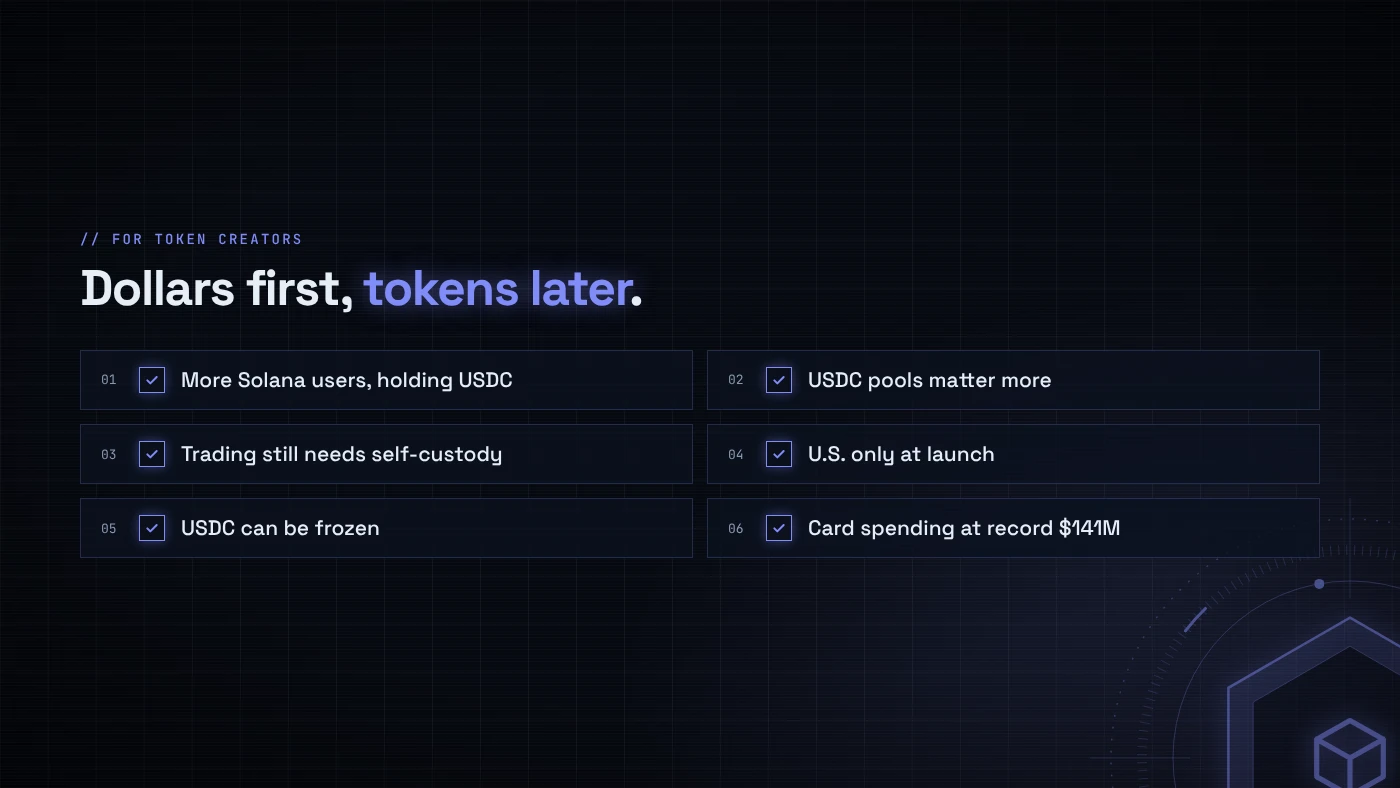 // FOR TOKEN CREATORS
Dollars first, tokens later.
01 More Solana users, holding USDC
02 USDC pools matter more
03 Trading still needs self-custody
04 U.S. only at launch
05 USDC can be frozen
06 Card spending at record $141M